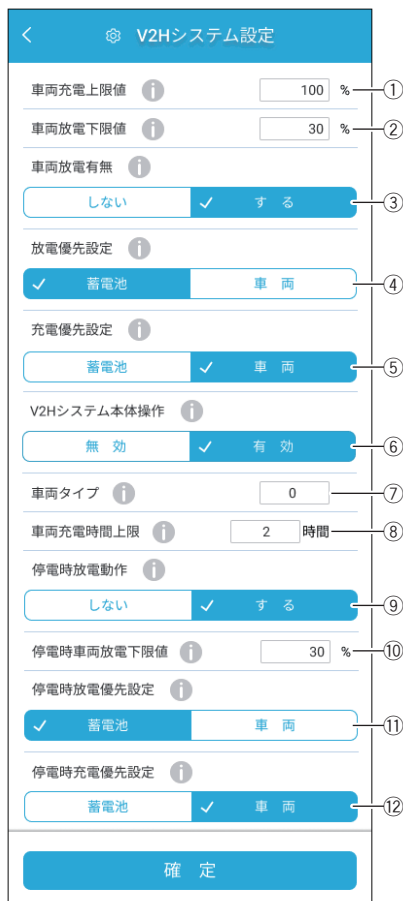 V2Hシステム設定
車両充電上限値 i 100 % ①
車両放電下限値 i 30 % ②
車両放電有無 i
しない する ③
放電優先設定 i
蓄電池 車両 ④
充電優先設定 i
蓄電池 車両 ⑤
V2Hシステム本体操作 i
無効 有効 ⑥
車両タイプ i 0 ⑦
車両充電時間上限 i 2 時間 ⑧
停電時放電動作 i
しない する ⑨
停電時車両放電下限値 i 30 % ⑩
停電時放電優先設定 i
蓄電池 車両 ⑪
停電時充電優先設定 i
蓄電池 車両 ⑫
確定